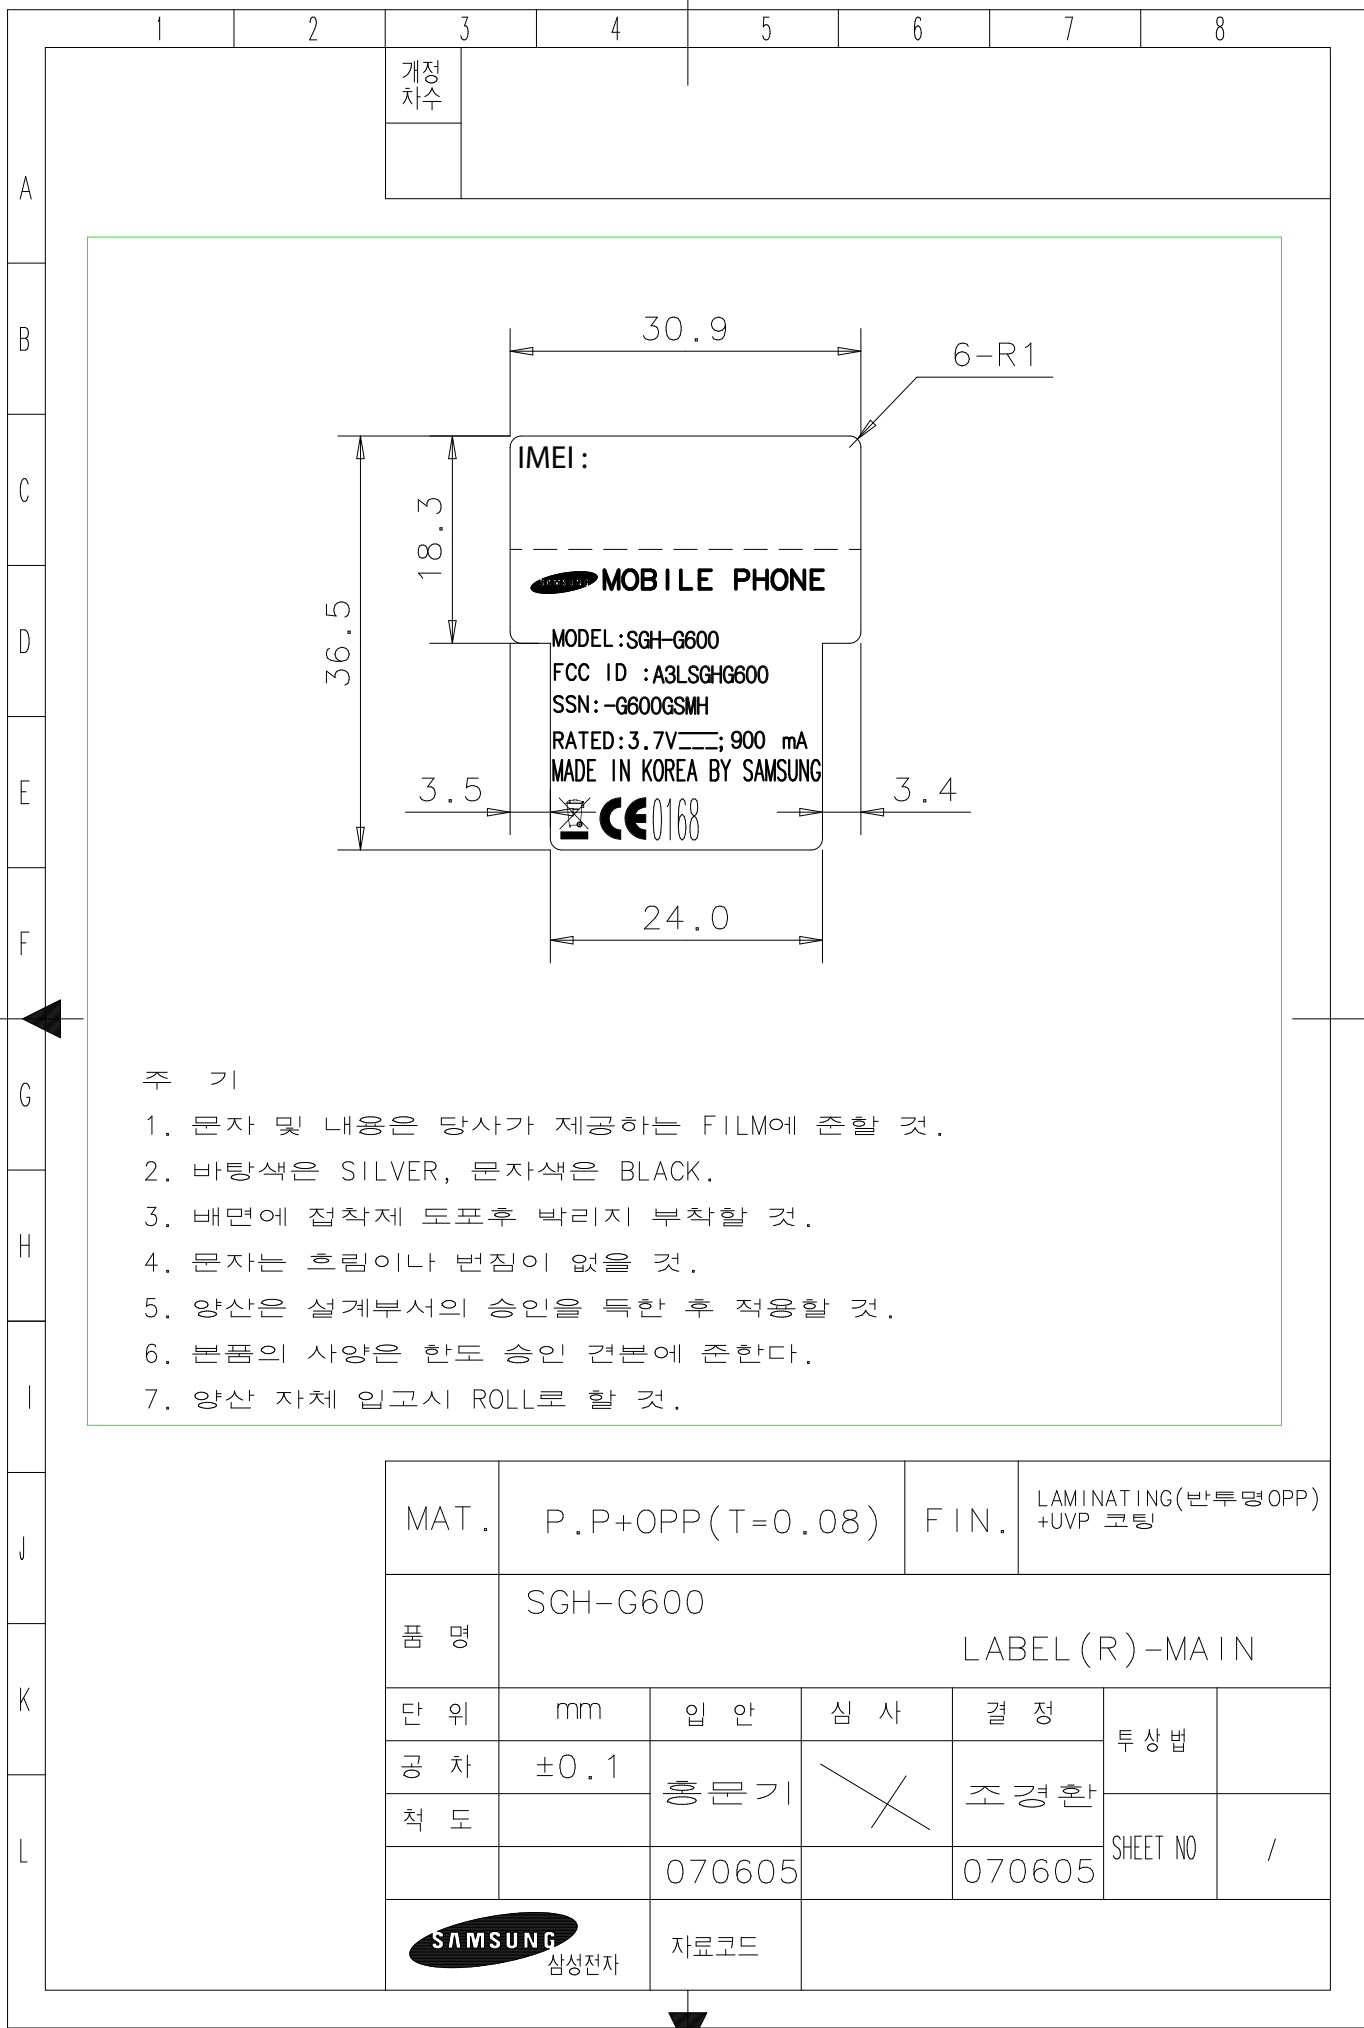 1 2 3 4 5 6 7 8
개정
차수
A
B
C
D
E
F
G
H
I
J
K
L
30.9
6-R1
36.5
18.3
IMEI:
SAMSUNG MOBILE PHONE
MODEL:SGH-G600
FCC ID :A3LSGHG600
SSN:-G600GSMH
RATED:3.7V ; 900 mA
MADE IN KOREA BY SAMSUNG
3.5
3.4
CE0168
24.0
주 기
1. 문자 및 내용은 당사가 제공하는 FILM에 준할 것.
2. 바탕색은 SILVER, 문자색은 BLACK.
3. 배면에 접착제 도포후 박리지 부착할 것.
4. 문자는 흐림이나 번짐이 없을 것.
5. 양산은 설계부서의 승인을 득한 후 적용할 것.
6. 본품의 사양은 한도 승인 견본에 준한다.
7. 양산 자체 입고시 ROLL로 할 것.
MAT. P.P+OPP(T=0.08) FIN. LAMINATING(반투명OPP)
+UVP 코팅
품 명 SGH-G600
LABEL(R)-MAIN
단 위 mm 입 안 심 사 결 정 투상법
공 차 ±0.1 홍문기 조경환
척 도
SHEET NO /
070605 070605
SAMSUNG 삼성전자 자료코드